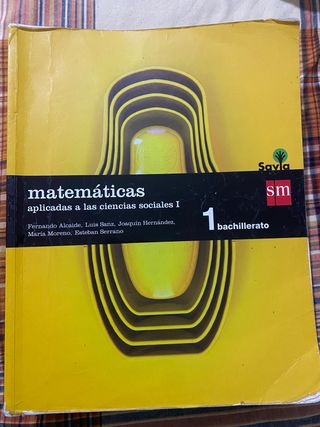 Savia
sm
matemáticas
aplicadas a las ciencias sociales I
Fernando Alcaide, Luis Sanz, Joaquín Hernández,
María Moreno, Esteban Serrano
1 bachillerato